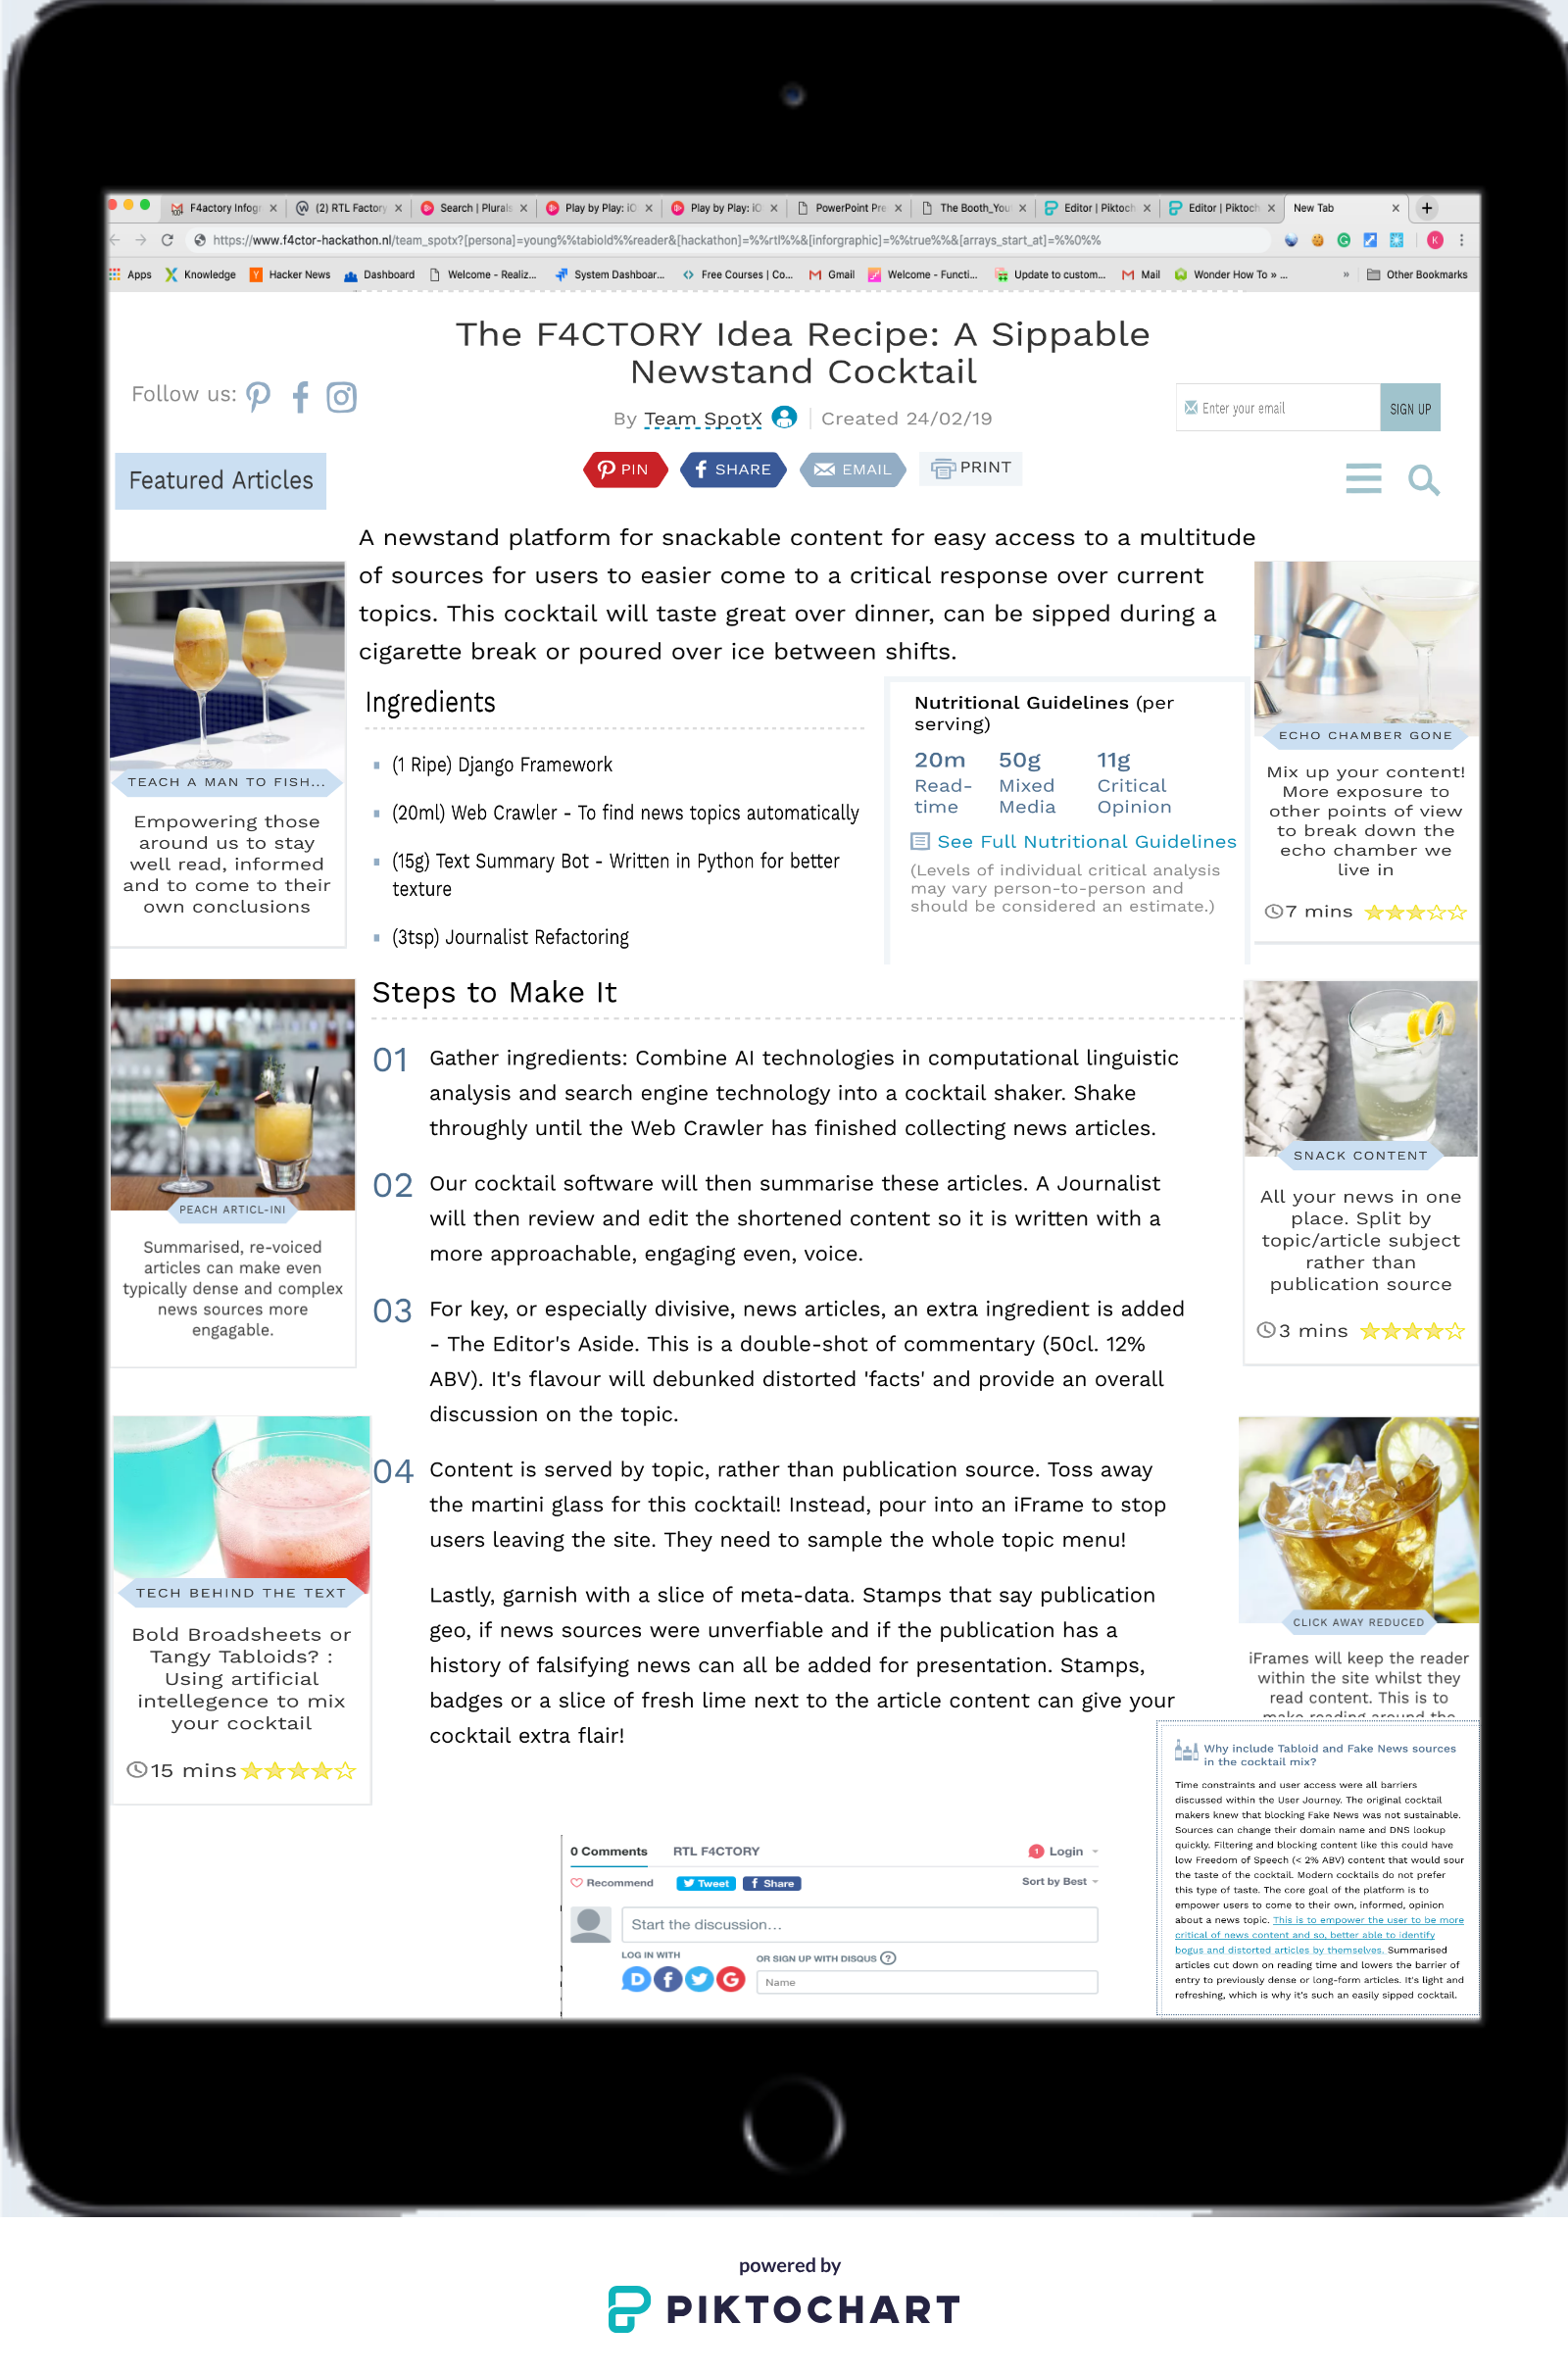 F4actory Infogr
(2) RTL Factory
Search | Plurals
Play by Play: iO
Play by Play: iO
PowerPoint Pre
The Booth_You
Editor | Piktoch
Editor | Piktoch
New Tab
https://www.f4ctor-hackathon.nl/team_spotx?[persona]=young%%tabiold%%reader&[hackathon]=%%rtl%%&[inforgraphic]=%%true%%&[arrays_start_at]=%%0%%
K
Apps
Knowledge
Hacker News
Dashboard
Welcome - Realiz...
System Dashboar...
Free Courses | Co...
Gmail
Welcome - Functi...
Update to custom...
Mail
Wonder How To » ...
»
Other Bookmarks
The F4CTORY Idea Recipe: A Sippable
Newstand Cocktail
Follow us:
By Team SpotX
Created 24/02/19
Enter your email
SIGN UP
Featured Articles
PIN
SHARE
EMAIL
PRINT
A newstand platform for snackable content for easy access to a multitude
of sources for users to easier come to a critical response over current
topics. This cocktail will taste great over dinner, can be sipped during a
cigarette break or poured over ice between shifts.
TEACH A MAN TO FISH...
Empowering those
around us to stay
well read, informed
and to come to their
own conclusions
Ingredients
(1 Ripe) Django Framework
(20ml) Web Crawler - To find news topics automatically
(15g) Text Summary Bot - Written in Python for better
texture
(3tsp) Journalist Refactoring
Nutritional Guidelines (per
serving)
20m
Read-
time
50g
Mixed
Media
11g
Critical
Opinion
See Full Nutritional Guidelines
(Levels of individual critical analysis
may vary person-to-person and
should be considered an estimate.)
ECHO CHAMBER GONE
Mix up your content!
More exposure to
other points of view
to break down the
echo chamber we
live in
7 mins
PEACH ARTICL-INI
Summarised, re-voiced
articles can make even
typically dense and complex
news sources more
engagable.
Steps to Make It
01
Gather ingredients: Combine AI technologies in computational linguistic
analysis and search engine technology into a cocktail shaker. Shake
throughly until the Web Crawler has finished collecting news articles.
02
Our cocktail software will then summarise these articles. A Journalist
will then review and edit the shortened content so it is written with a
more approachable, engaging even, voice.
03
For key, or especially divisive, news articles, an extra ingredient is added
- The Editor's Aside. This is a double-shot of commentary (50cl. 12%
ABV). It's flavour will debunked distorted 'facts' and provide an overall
discussion on the topic.
04
Content is served by topic, rather than publication source. Toss away
the martini glass for this cocktail! Instead, pour into an iFrame to stop
users leaving the site. They need to sample the whole topic menu!
Lastly, garnish with a slice of meta-data. Stamps that say publication
geo, if news sources were unverfiable and if the publication has a
history of falsifying news can all be added for presentation. Stamps,
badges or a slice of fresh lime next to the article content can give your
cocktail extra flair!
SNACK CONTENT
All your news in one
place. Split by
topic/article subject
rather than
publication source
3 mins
TECH BEHIND THE TEXT
Bold Broadsheets or
Tangy Tabloids? :
Using artificial
intellegence to mix
your cocktail
15 mins
CLICK AWAY REDUCED
iFrames will keep the reader
within the site whilst they
read content. This is to
make reading around the
Why include Tabloid and Fake News sources
in the cocktail mix?
Time constraints and user access were all barriers
discussed within the User Journey. The original cocktail
makers knew that blocking Fake News was not sustainable.
Sources can change their domain name and DNS lookup
quickly. Filtering and blocking content like this could have
low Freedom of Speech (< 2% ABV) content that would sour
the taste of the cocktail. Modern cocktails do not prefer
this type of taste. The core goal of the platform is to
empower users to come to their own, informed, opinion
about a news topic. This is to empower the user to be more
critical of news content and so, better able to identify
bogus and distorted articles by themselves. Summarised
articles cut down on reading time and lowers the barrier of
entry to previously dense or long-form articles. It's light and
refreshing, which is why it's such an easily sipped cocktail.
0 Comments
RTL F4CTORY
1
Login
Recommend
Tweet
Share
Sort by Best
Start the discussion...
LOG IN WITH
OR SIGN UP WITH DISQUS ?
D
G
Name
powered by
PIKTOCHART